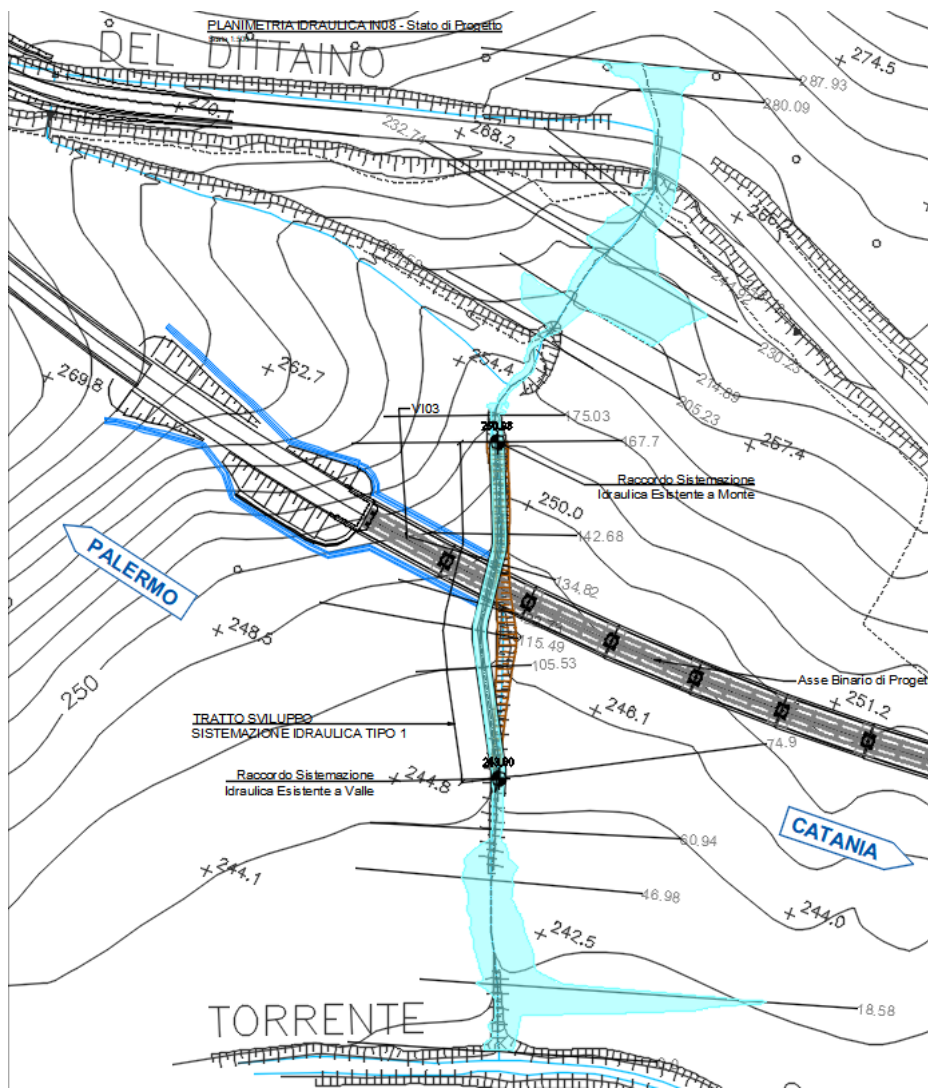 PLANIMETRIA IDRAULICA IN08 - Stato di Progetto
DEL DITTAINO
274.5
287.93
280.09
232.74
268.2
266.2
244.92
230.23
214.89
205.23
254.4
262.7
269.8
VI03
175.03
250.68
167.7
257.4
Raccordo Sistemazione
Idraulica Esistente a Monte
250.0
142.68
134.82
PALERMO
248.5
115.49
105.53
250
Asse Binario di Proget
251.2
246.1
TRATTO SVILUPPO
SISTEMAZIONE IDRAULICA TIPO 1
74.9
243.90
Raccordo Sistemazione
Idraulica Esistente a Valle
244.8
CATANIA
60.94
244.1
46.98
244.0
242.5
18.58
TORRENTE